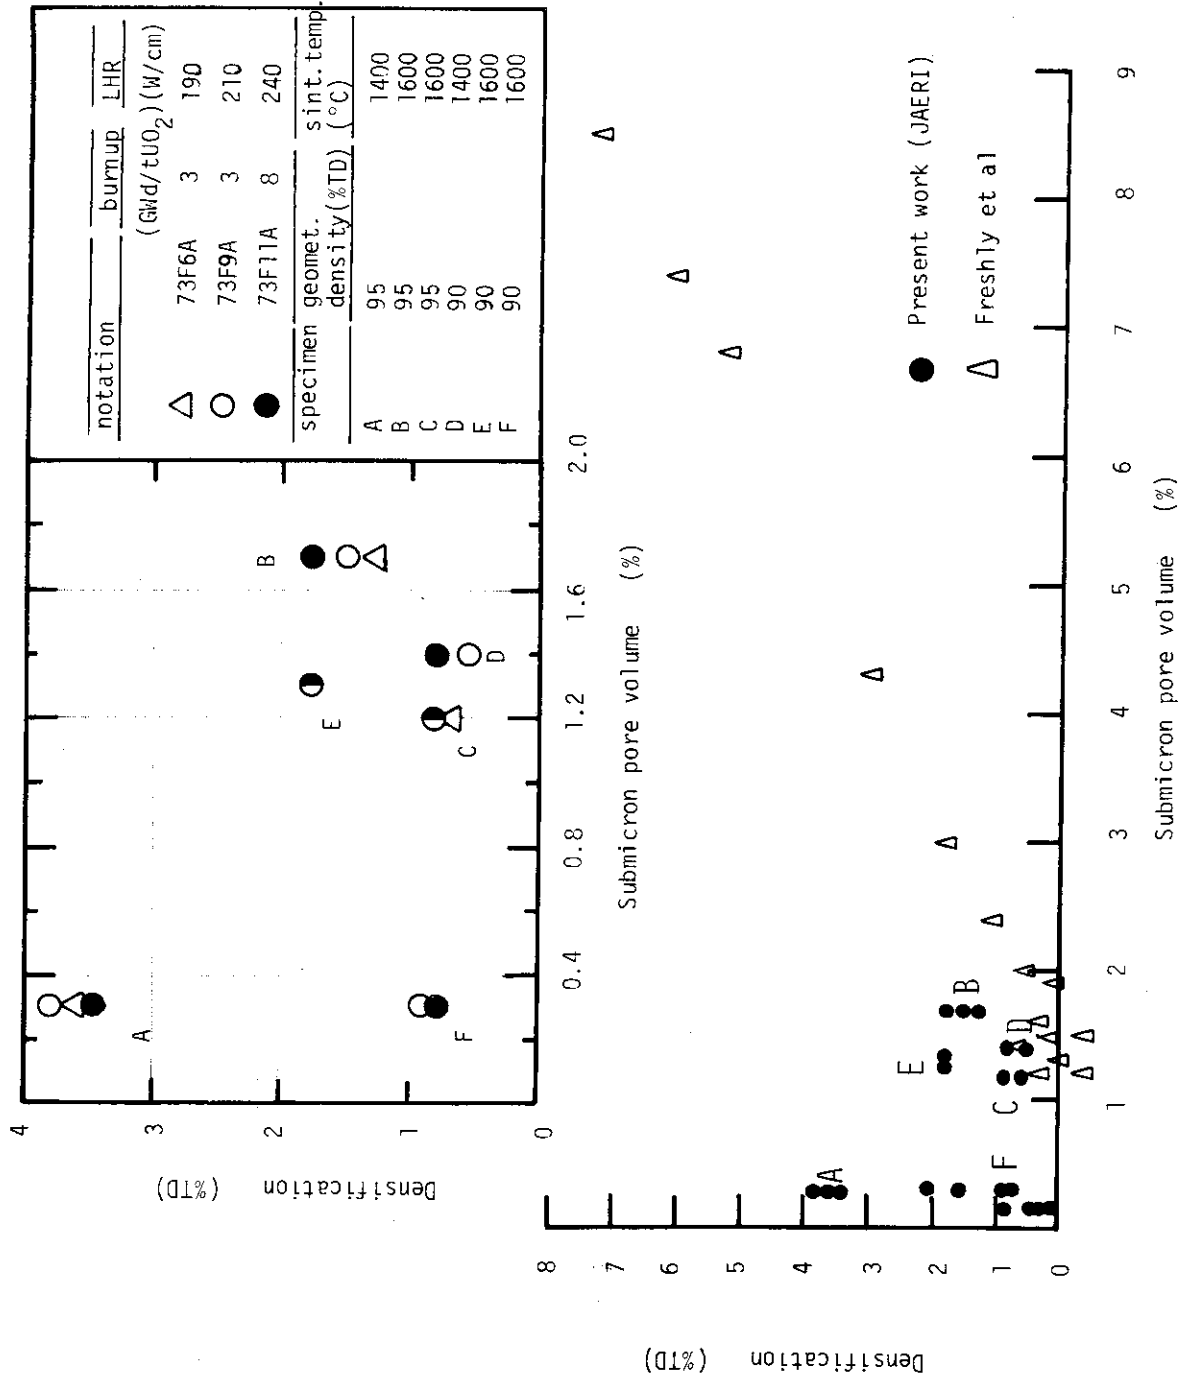 4
3
2
1
0
Densification (%TD)
A
F
E
C
D
B
0.4 0.8 1.2 1.6 2.0
Submicron pore volume (%)
notation burnup LHR
(GWd/tUO2) (W/cm)
△ 73F6A 3 190
○ 73F9A 3 210
● 73F11A 8 240
specimen geomet. sint.temp.
density(%TD) (°C)
A 95 1400
B 95 1600
C 95 1600
D 90 1400
E 90 1600
F 90 1600
8
7
6
5
4
3
2
1
0
Densification (%TD)
A
F
E
C
D
B
● Present work (JAERI)
△ Freshly et al
1 2 3 4 5 6 7 8 9
Submicron pore volume (%)